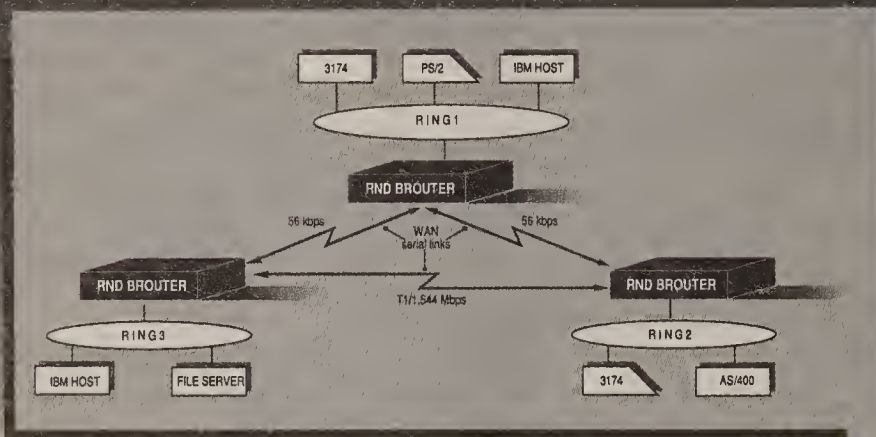 3174
PS/2
IBM HOST
RING1
RND BROUTER
56 kbps
56 kbps
WAN
serial links
RND BROUTER
RND BROUTER
T1/1.544 Mbps
RING3
RING2
IBM HOST
FILE SERVER
3174
AS/400